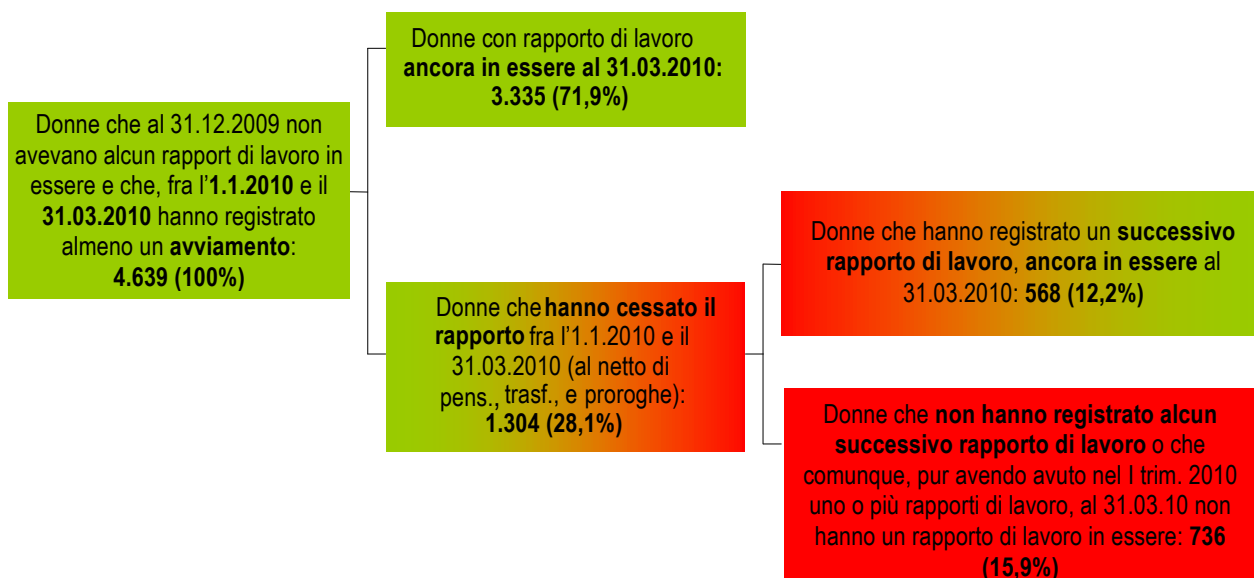 Donne che al 31.12.2009 non
avevano alcun rapport di lavoro in
essere e che, fra l'1.1.2010 e il
31.03.2010 hanno registrato
almeno un avviamento:
4.639 (100%)
Donne con rapporto di lavoro
ancora in essere al 31.03.2010:
3.335 (71,9%)
Donne che hanno cessato il
rapporto fra l'1.1.2010 e il
31.03.2010 (al netto di
pens., trasf., e proroghe):
1.304 (28,1%)
Donne che hanno registrato un successivo
rapporto di lavoro, ancora in essere al
31.03.2010: 568 (12,2%)
Donne che non hanno registrato alcun
successivo rapporto di lavoro o che
comunque, pur avendo avuto nel I trim. 2010
uno o più rapporti di lavoro, al 31.03.10 non
hanno un rapporto di lavoro in essere: 736
(15,9%)